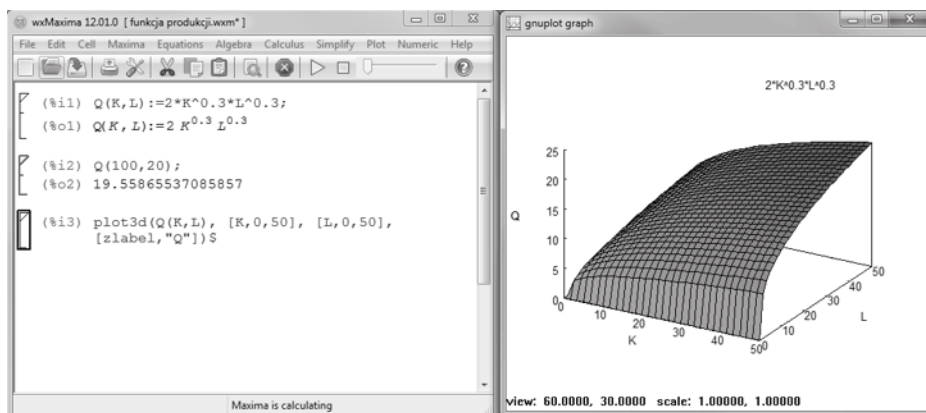 wxMaxima 12.01.0 [ funkcja produkcji.wxm* ]
File Edit Cell Maxima Equations Algebra Calculus Simplify Plot Numeric Help
(%i1) Q(K,L):=2*K^0.3*L^0.3;
(%o1) Q(K,L):=2 K^0.3 L^0.3
(%i2) Q(100,20);
(%o2) 19.55865537085857
(%i3) plot3d(Q(K,L), [K,0,50], [L,0,50],
[zlabel,"Q"])$
Maxima is calculating
gnuplot graph
2*K^0.3*L^0.3
25
20
15
10
5
0
Q
0
10
20
30
40
50
K
0
10
20
30
40
50
L
view: 60.0000, 30.0000 scale: 1.00000, 1.00000